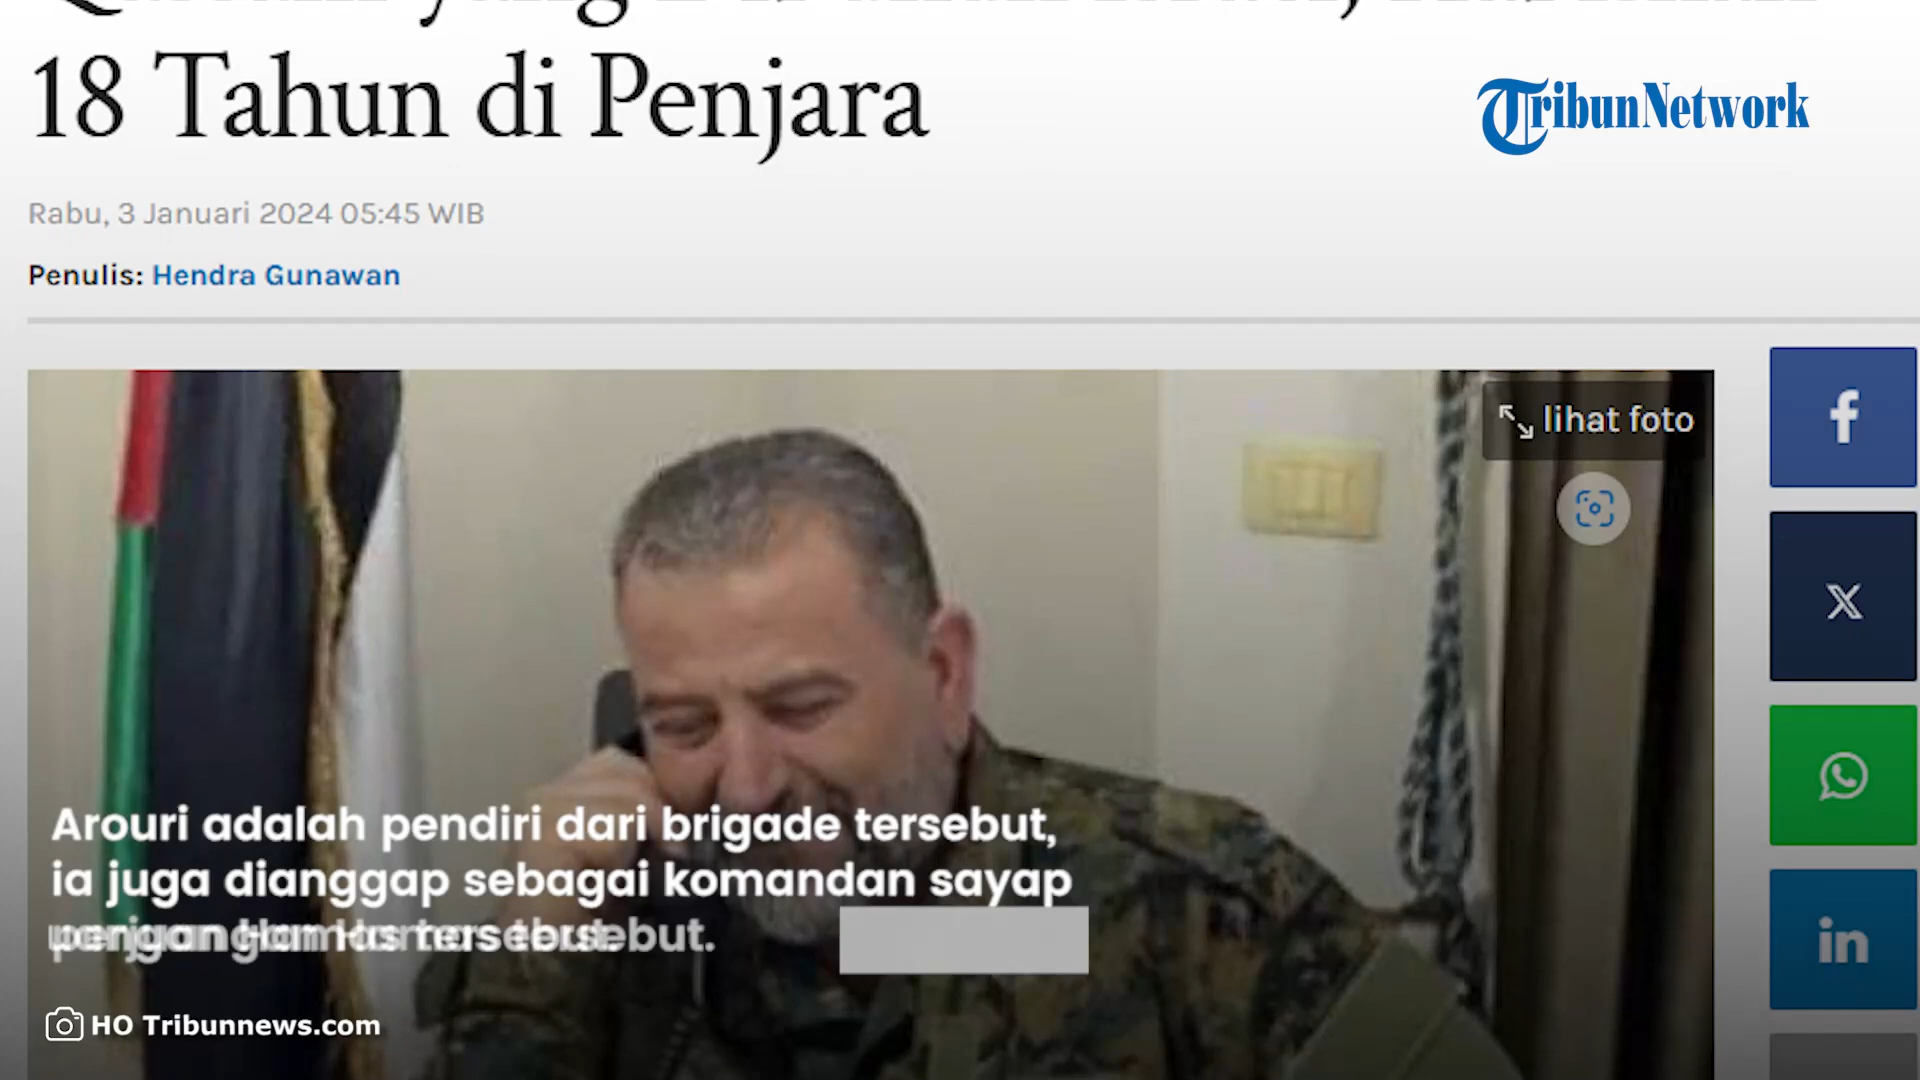 18 Tahun di Penjara
TribunNetwork
Rabu, 3 Januari 2024 05:45 WIB
Penulis: Hendra Gunawan
lihat foto
Arouri adalah pendiri dari brigade tersebut,
ia juga dianggap sebagai komandan sayap
HO Tribunnews.com